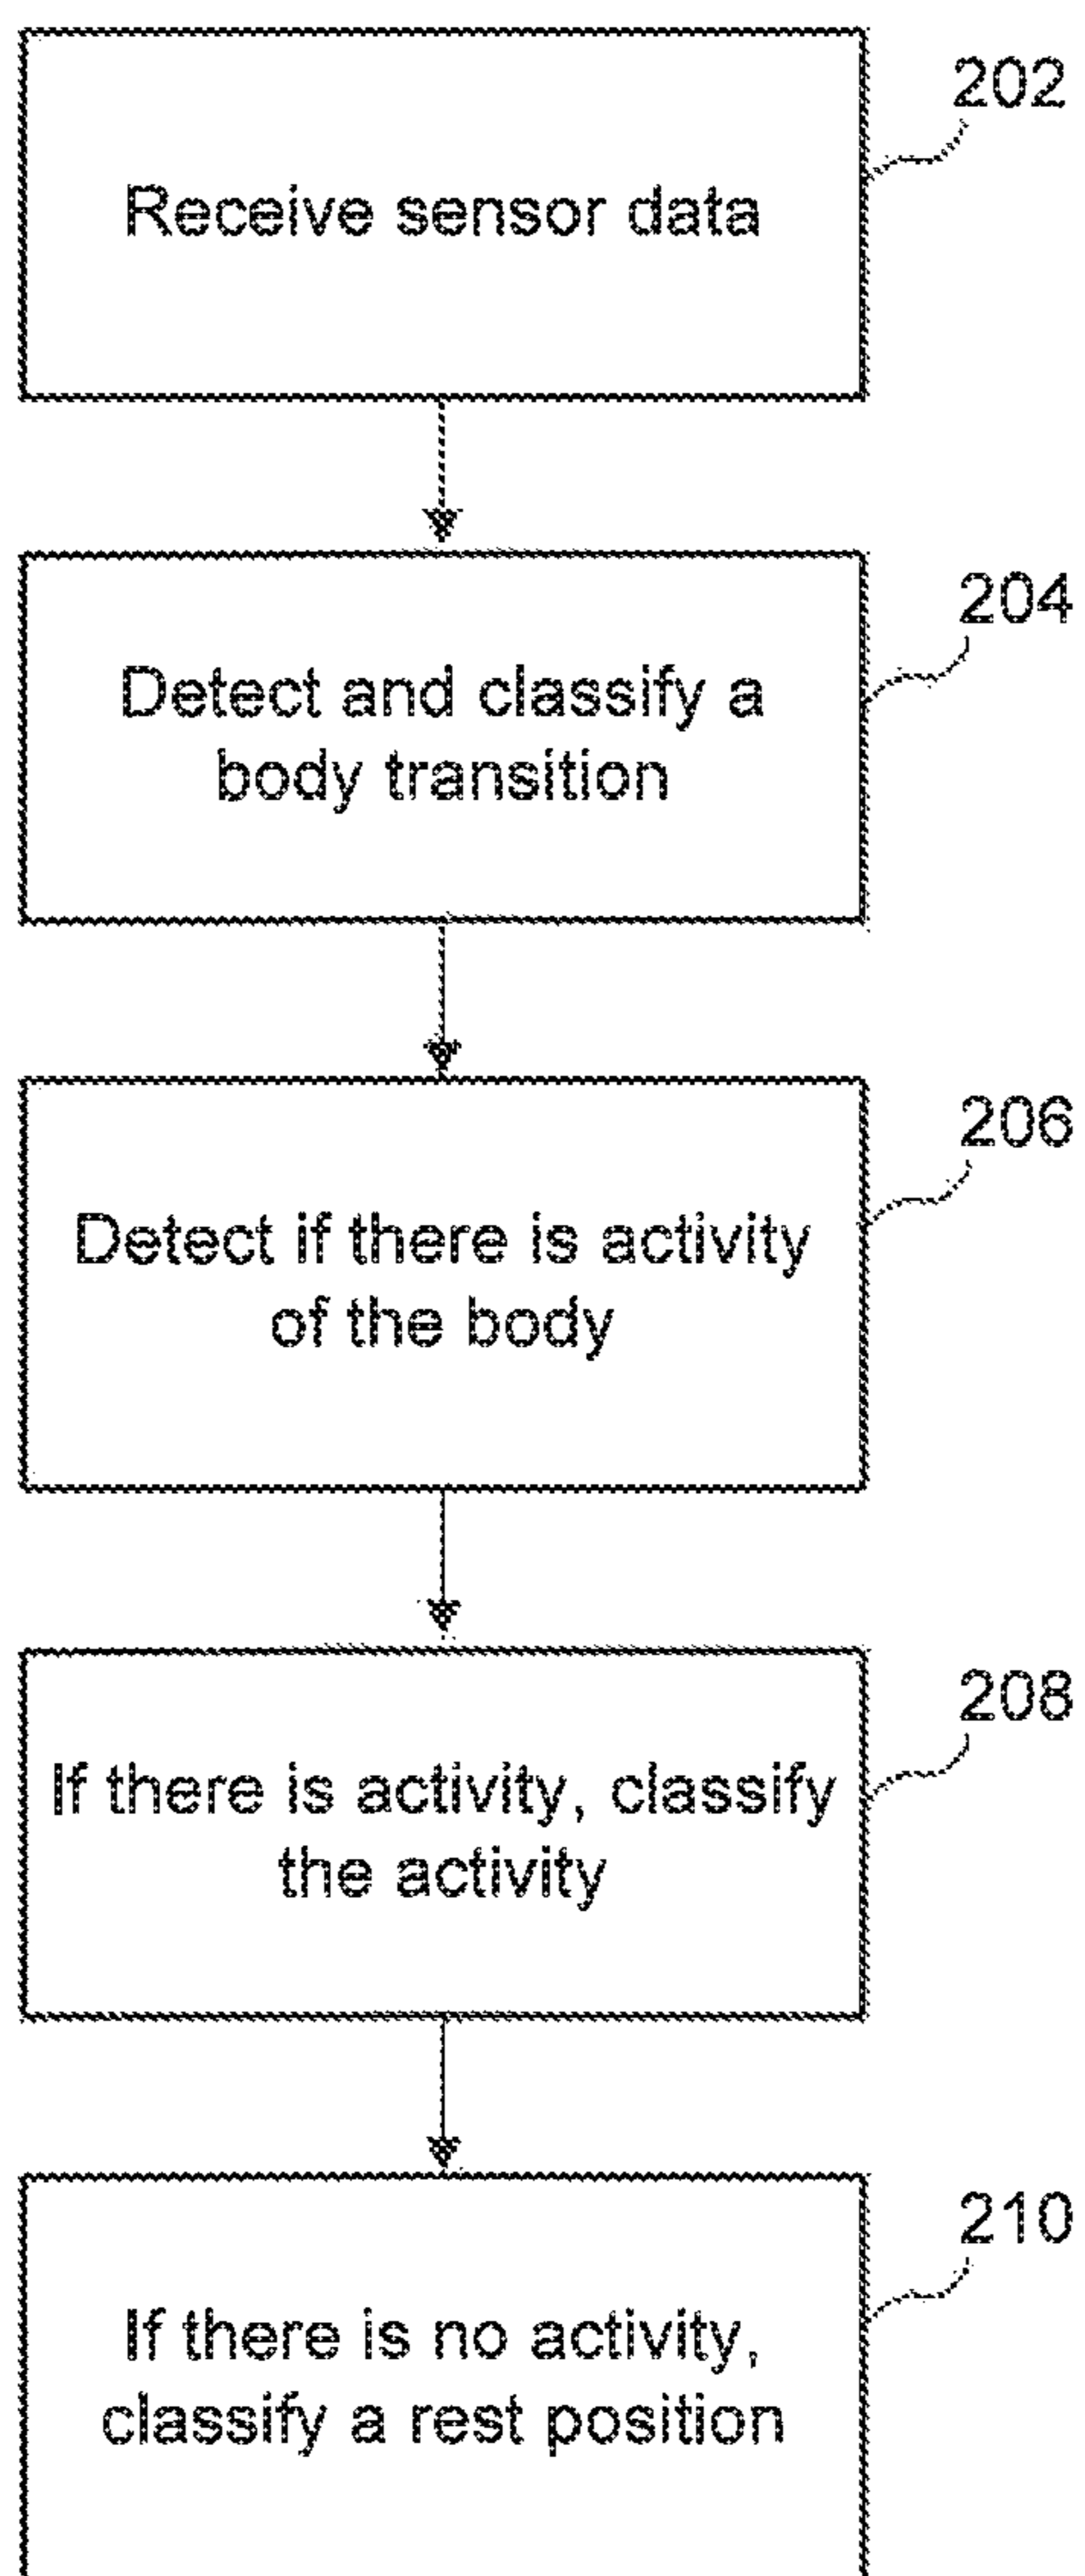 202
Receive sensor data
204
Detect and classify a
body transition
206
Detect if there is activity
of the body
208
If there is activity, classify
the activity
210
If there is no activity,
classify a rest position